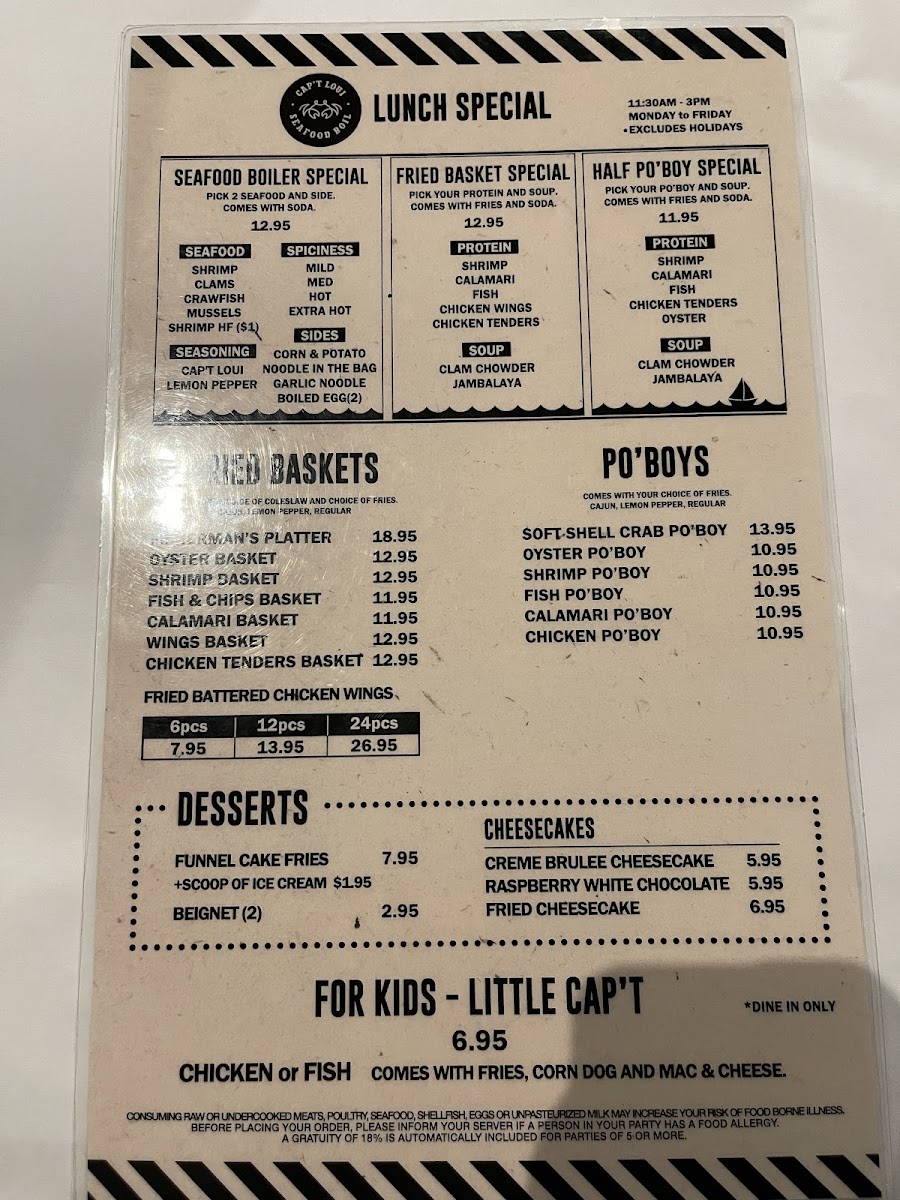 CAP'T LOUI
SEAFOOD BOIL
LUNCH SPECIAL
11:30AM - 3PM
MONDAY to FRIDAY
*EXCLUDES HOLIDAYS
SEAFOOD BOILER SPECIAL
PICK 2 SEAFOOD AND SIDE.
COMES WITH SODA.
12.95
SEAFOOD
SHRIMP
CLAMS
CRAWFISH
MUSSELS
SHRIMP HF ($1)
SEASONING
CAP'T LOUI
LEMON PEPPER
SPICINESS
MILD
MED
HOT
EXTRA HOT
SIDES
CORN & POTATO
NOODLE IN THE BAG
GARLIC NOODLE
BOILED EGG(2)
FRIED BASKET SPECIAL
PICK YOUR PROTEIN AND SOUP.
COMES WITH FRIES AND SODA.
12.95
PROTEIN
SHRIMP
CALAMARI
FISH
CHICKEN WINGS
CHICKEN TENDERS
SOUP
CLAM CHOWDER
JAMBALAYA
HALF PO'BOY SPECIAL
PICK YOUR PO'BOY AND SOUP.
COMES WITH FRIES AND SODA.
11.95
PROTEIN
SHRIMP
CALAMARI
FISH
CHICKEN TENDERS
OYSTER
SOUP
CLAM CHOWDER
JAMBALAYA
BASKETS
OF COLESLAW AND CHOICE OF FRIES.
CAJUN, LEMON PEPPER, REGULAR
PLATTER 18.95
OYSTER BASKET 12.95
SHRIMP BASKET 12.95
FISH & CHIPS BASKET 11.95
CALAMARI BASKET 11.95
WINGS BASKET 12.95
CHICKEN TENDERS BASKET 12.95
FRIED BATTERED CHICKEN WINGS
6pcs 12pcs 24pcs
7.95 13.95 26.95
PO'BOYS
COMES WITH YOUR CHOICE OF FRIES.
CAJUN, LEMON PEPPER, REGULAR
SOFT-SHELL CRAB PO'BOY 13.95
OYSTER PO'BOY 10.95
SHRIMP PO'BOY 10.95
FISH PO'BOY 10.95
CALAMARI PO'BOY 10.95
CHICKEN PO'BOY 10.95
DESSERTS
FUNNEL CAKE FRIES 7.95
+SCOOP OF ICE CREAM $1.95
BEIGNET (2) 2.95
CHEESECAKES
CREME BRULEE CHEESECAKE 5.95
RASPBERRY WHITE CHOCOLATE 5.95
FRIED CHEESECAKE 6.95
FOR KIDS - LITTLE CAP'T
*DINE IN ONLY
6.95
CHICKEN or FISH COMES WITH FRIES, CORN DOG AND MAC & CHEESE.
CONSUMING RAW OR UNDERCOOKED MEATS, POULTRY, SEAFOOD, SHELLFISH, EGGS OR UNPASTEURIZED MILK MAY INCREASE YOUR RISK OF FOOD BORNE ILLNESS.
BEFORE PLACING YOUR ORDER, PLEASE INFORM YOUR SERVER IF A PERSON IN YOUR PARTY HAS A FOOD ALLERGY.
A GRATUITY OF 18% IS AUTOMATICALLY INCLUDED FOR PARTIES OF 5 OR MORE.